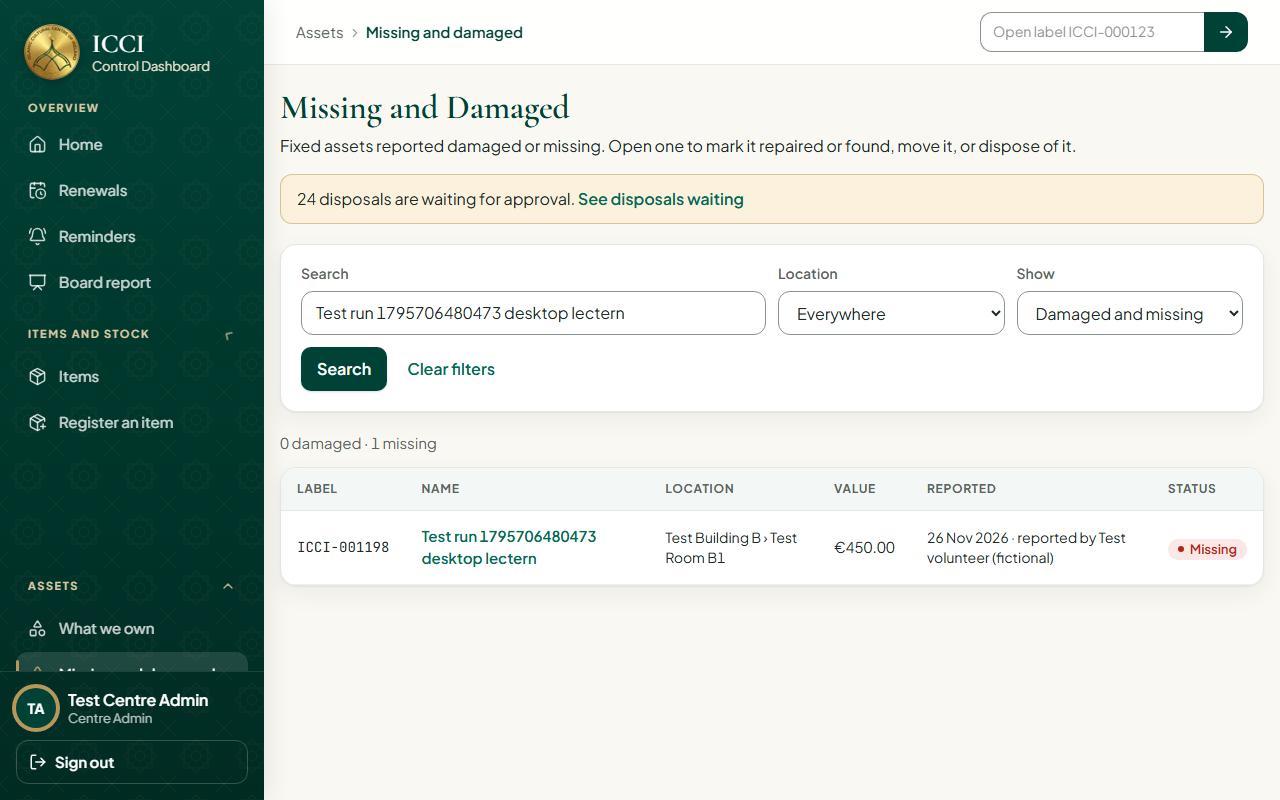 ICCI
Control Dashboard
OVERVIEW
Home
Renewals
Reminders
Board report
ITEMS AND STOCK
Items
Register an item
ASSETS
What we own
TA
Test Centre Admin
Centre Admin
Sign out
Assets › Missing and damaged
Open label ICCI-000123
Missing and Damaged
Fixed assets reported damaged or missing. Open one to mark it repaired or found, move it, or dispose of it.
24 disposals are waiting for approval. See disposals waiting
Search Location Show
Test run 1795706480473 desktop lectern Everywhere Damaged and missing
Search Clear filters
0 damaged · 1 missing
LABEL NAME LOCATION VALUE REPORTED STATUS
ICCI-001198
Test run 1795706480473
desktop lectern
Test Building B › Test
Room B1
€450.00
26 Nov 2026 · reported by Test
volunteer (fictional)
Missing